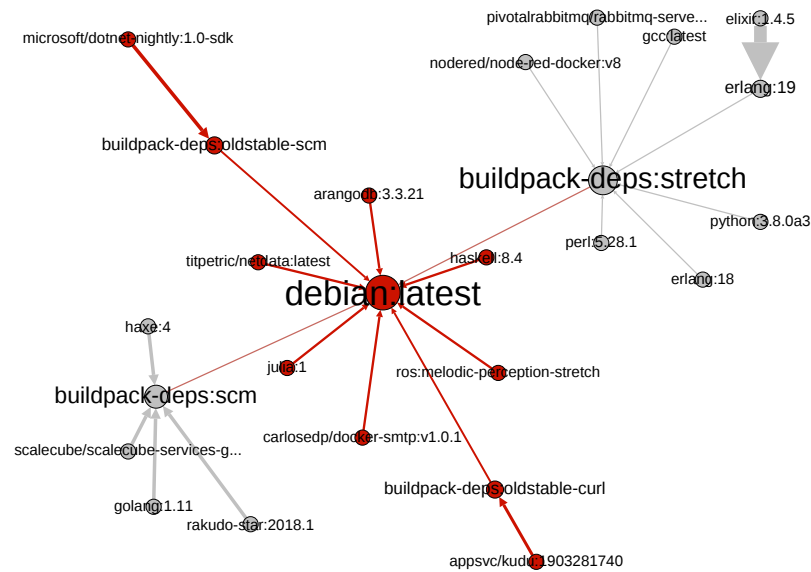 pivotalrabbitmq/rabbitmq-serve...
elixir:1.4.5
microsoft/dotnet-nightly:1.0-sdk
gcc:latest
nodered/node-red-docker:v8
erlang:19
buildpack-deps:oldstable-scm
buildpack-deps:stretch
arangodb:3.3.21
python:3.8.0a3
perl:5.28.1
titpetric/netdata:latest
haskell:8.4
erlang:18
debian:latest
haxe:4
julia:1
ros:melodic-perception-stretch
buildpack-deps:scm
carlosedp/docker-smtp:v1.0.1
scalecube/scalecube-services-g...
buildpack-deps:oldstable-curl
golang:1.11
rakudo-star:2018.1
appsvc/kudu:1903281740